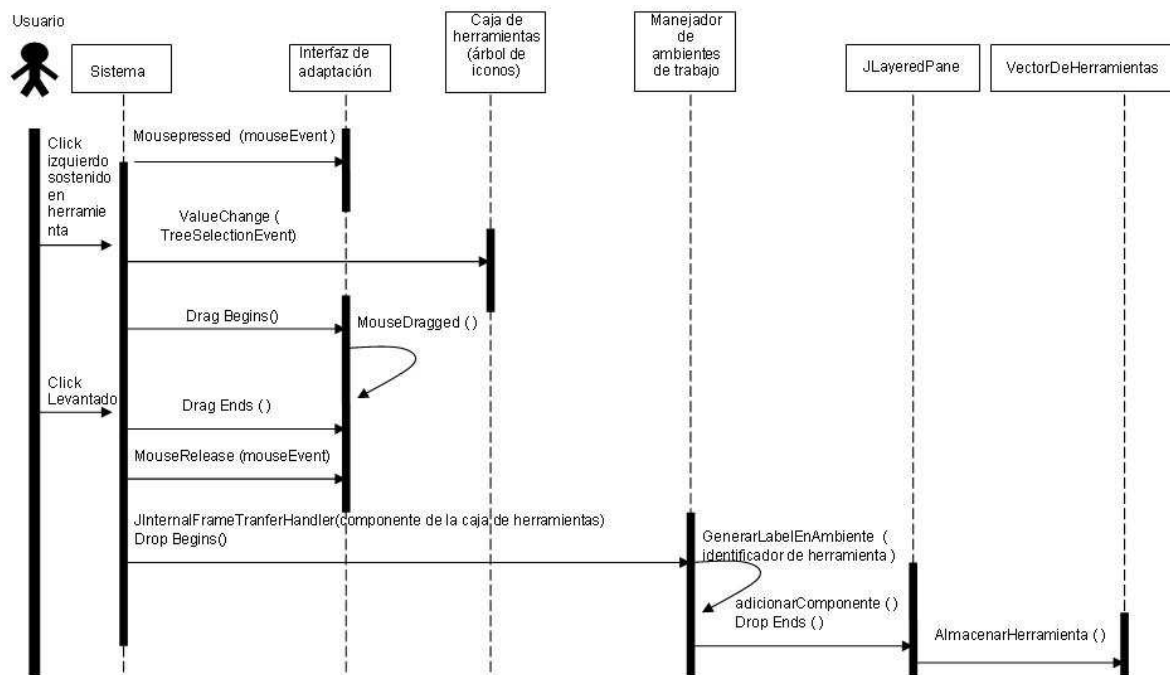 Usuario
Sistema
Interfaz de
adaptación
Caja de
herramientas
(árbol de
iconos)
Manejador
de
ambientes
de trabajo
JLayeredPane
VectorDeHerramientas
Click
izquierdo
sostenido
en
herramie
nta
Mousepressed (mouseEvent )
ValueChange (
TreeSelectionEvent)
Drag Begins()
MouseDragged ( )
Click
Levantado
Drag Ends ( )
MouseRelease (mouseEvent)
JInternalFrameTranferHandler(componente de la caja de herramientas)
Drop Begins()
GenerarLabelEnAmbiente (
identificador de herramienta )
adicionarComponente ( )
Drop Ends ( )
AlmacenarHerramienta ( )